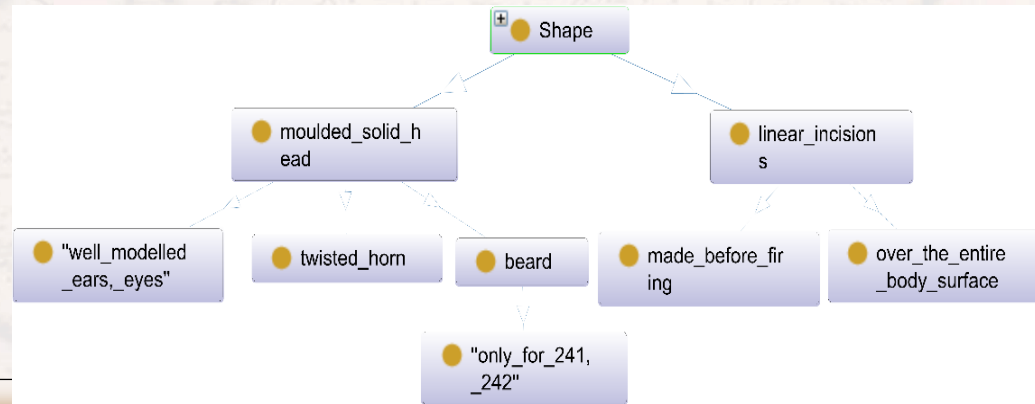 Shape
moulded_solid_h
ead
linear_incision
s
"well_modelled
_ears,_eyes"
twisted_horn
beard
made_before_fir
ing
over_the_entire
_body_surface
"only_for_241,
_242"